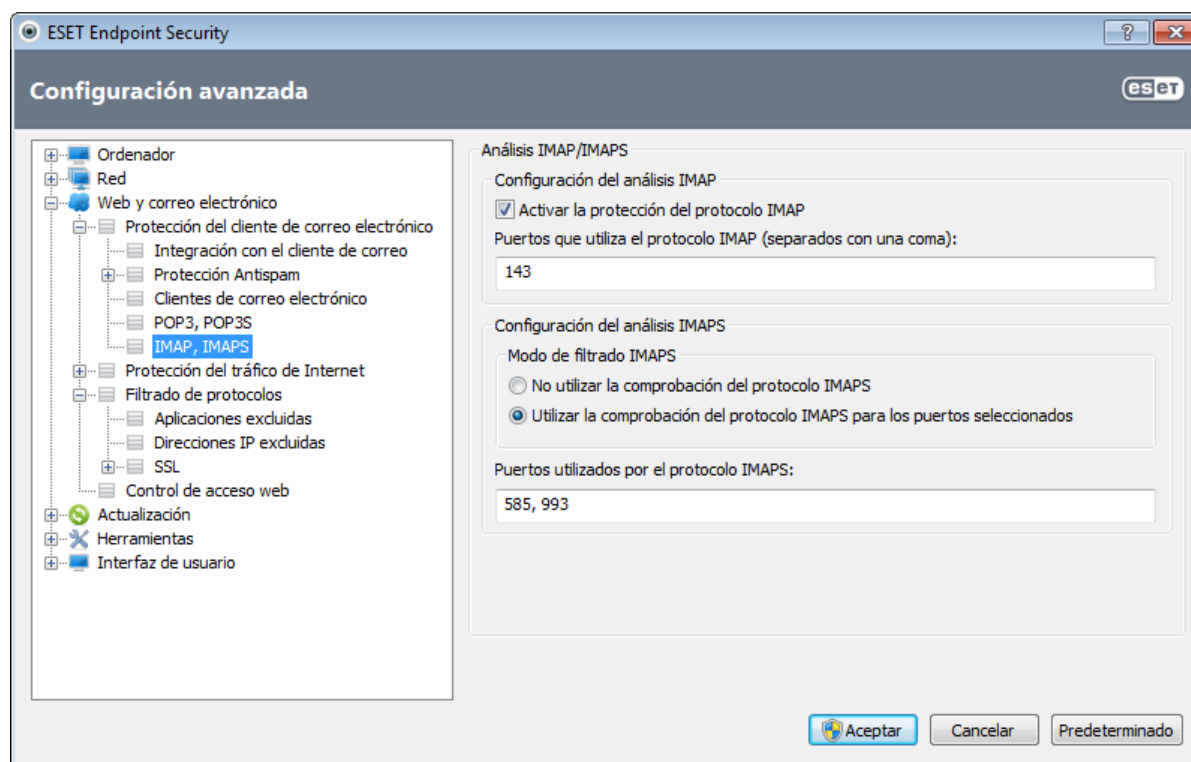 ESET Endpoint Security
?
Configuración avanzada
eseT
Ordenador
Red
Web y correo electrónico
Protección del cliente de correo electrónico
Integración con el cliente de correo
Protección Antispam
Clientes de correo electrónico
POP3, POP3S
IMAP, IMAPS
Protección del tráfico de Internet
Filtrado de protocolos
Aplicaciones excluidas
Direcciones IP excluidas
SSL
Control de acceso web
Actualización
Herramientas
Interfaz de usuario
Análisis IMAP/IMAPS
Configuración del análisis IMAP
Activar la protección del protocolo IMAP
Puertos que utiliza el protocolo IMAP (separados con una coma):
143
Configuración del análisis IMAPS
Modo de filtrado IMAPS
No utilizar la comprobación del protocolo IMAPS
Utilizar la comprobación del protocolo IMAPS para los puertos seleccionados
Puertos utilizados por el protocolo IMAPS:
585, 993
Aceptar
Cancelar
Predeterminado